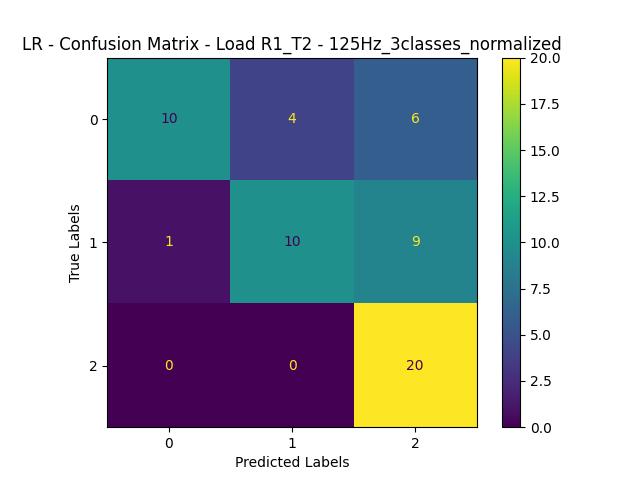 LR - Confusion Matrix - Load R1_T2 - 125Hz_3classes_normalized
20.0
17.5
15.0
12.5
10.0
7.5
5.0
2.5
0.0
True Labels
0
10 4 6
1
1 10 9
2
0 0 20
0 1 2
Predicted Labels